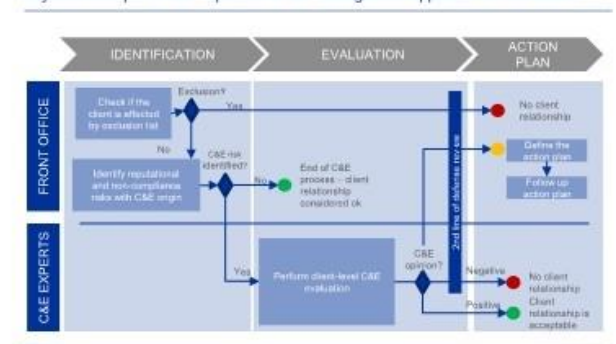 IDENTIFICATION
EVALUATION
ACTION
PLAN
FRONT OFFICE
Check if the
client is affected
by exclusion list
Exclusion?
Yes
No
Identify reputational
and non-compliance
risks with C&E origin
C&E risk
identified?
No
End of C&E
process - client
relationship
considered ok
2nd line of defense review
No client
relationship
Define the
action plan
Follow up
action plan
C&E EXPERTS
Yes
Perform client-level C&E
evaluation
C&E
opinion?
Negative
No client
relationship
Positive
Client
relationship is
acceptable